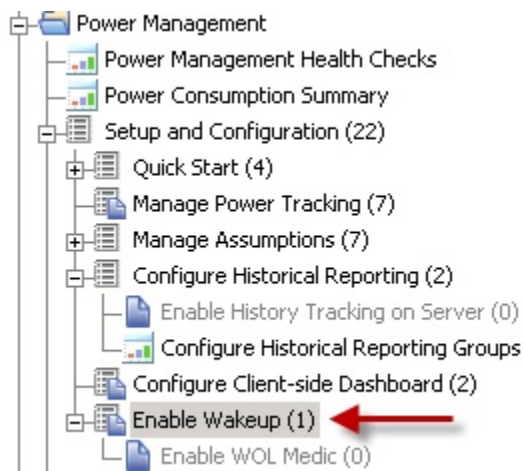 Power Management
Power Management Health Checks
Power Consumption Summary
Setup and Configuration (22)
Quick Start (4)
Manage Power Tracking (7)
Manage Assumptions (7)
Configure Historical Reporting (2)
Enable History Tracking on Server (0)
Configure Historical Reporting Groups
Configure Client-side Dashboard (2)
Enable Wakeup (1)
Enable WOL Medic (0)